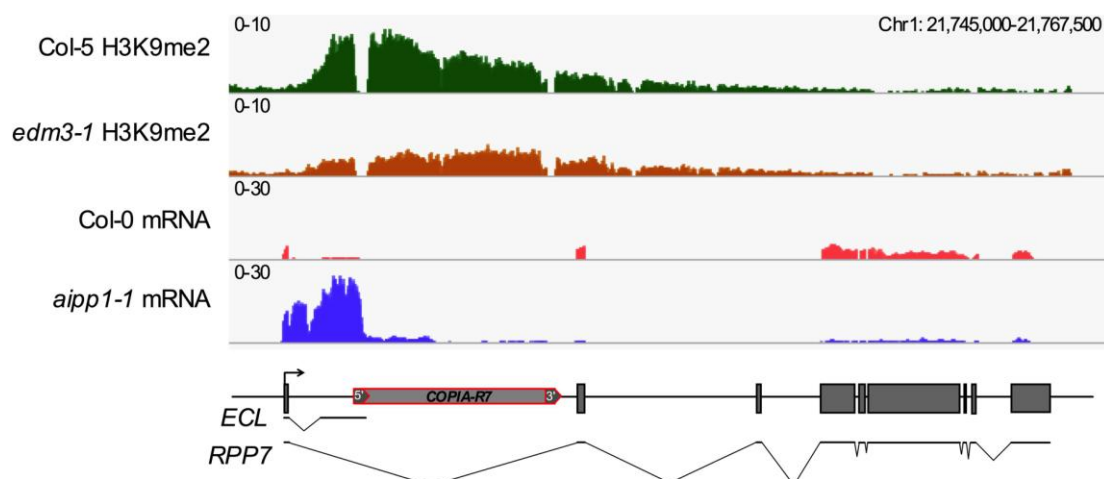 0-10
Chr1: 21,745,000-21,767,500
Col-5 H3K9me2
0-10
edm3-1 H3K9me2
0-30
Col-0 mRNA
0-30
aipp1-1 mRNA
5' COPIA-R7 3'
ECL
RPP7